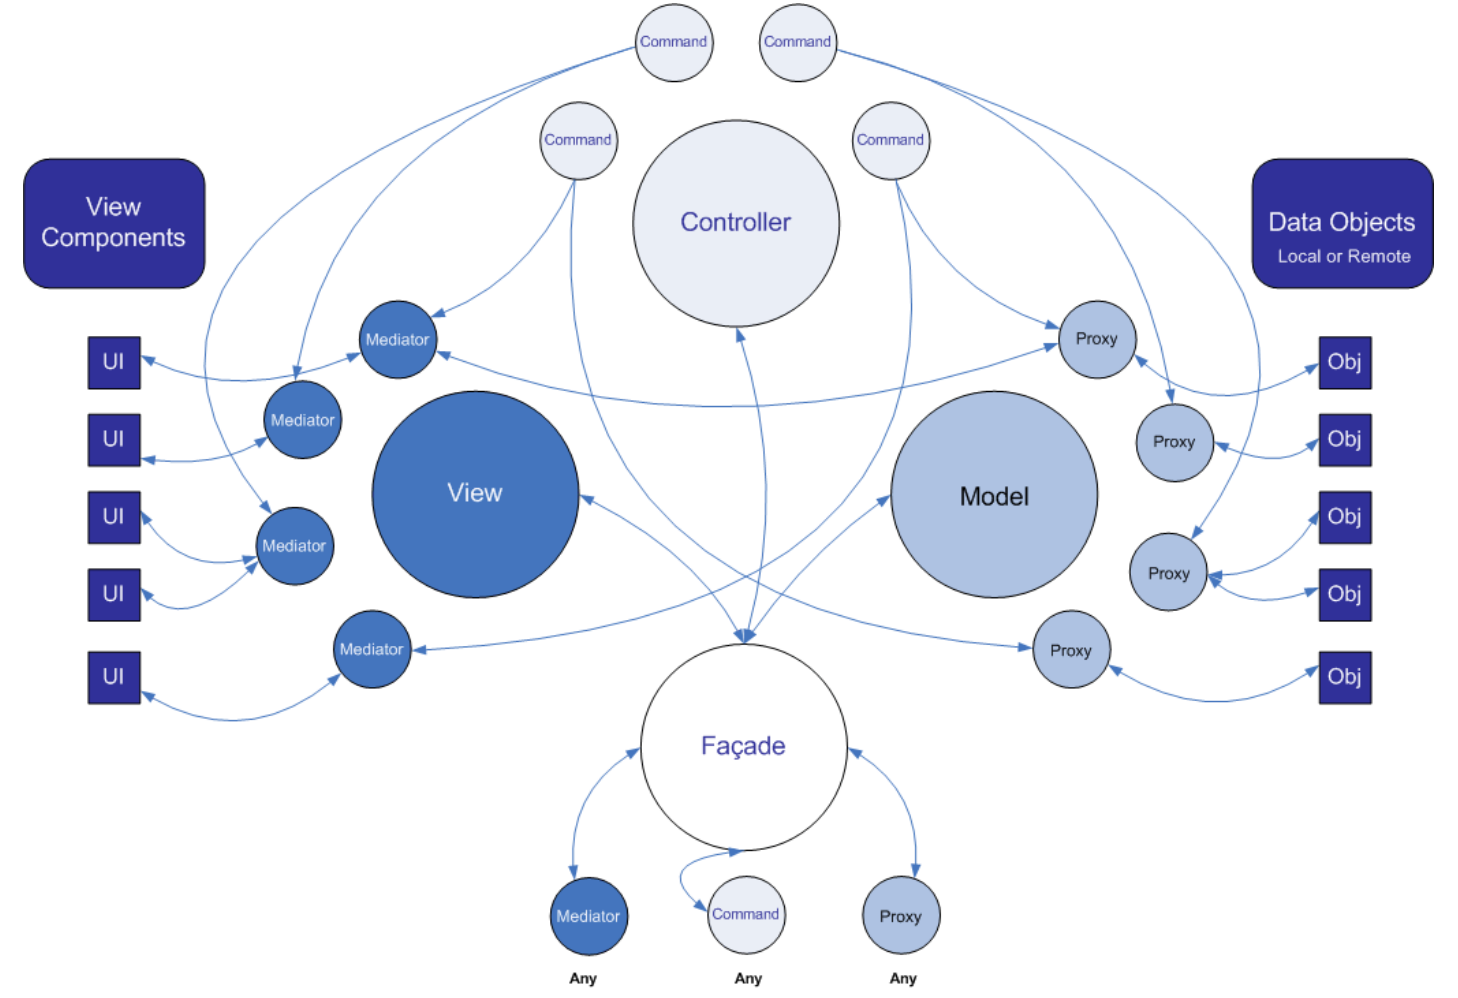 Command
Command
Command
Command
View
Components
Controller
Data Objects
Local or Remote
Mediator
Proxy
UI
Obj
Mediator
Proxy
UI
Obj
View
Model
UI
Obj
Mediator
Proxy
UI
Obj
Mediator
Proxy
UI
Obj
Façade
Mediator
Command
Proxy
Any
Any
Any